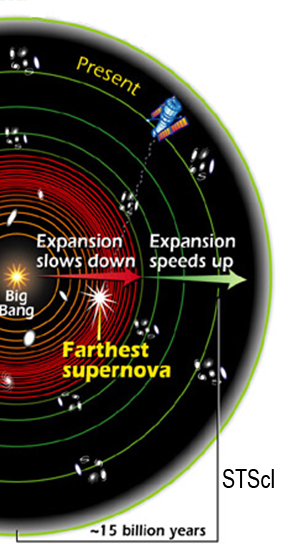 Present
Expansion
slows down
Expansion
speeds up
Big
Bang
Farthest
supernova
STScI
~15 billion years